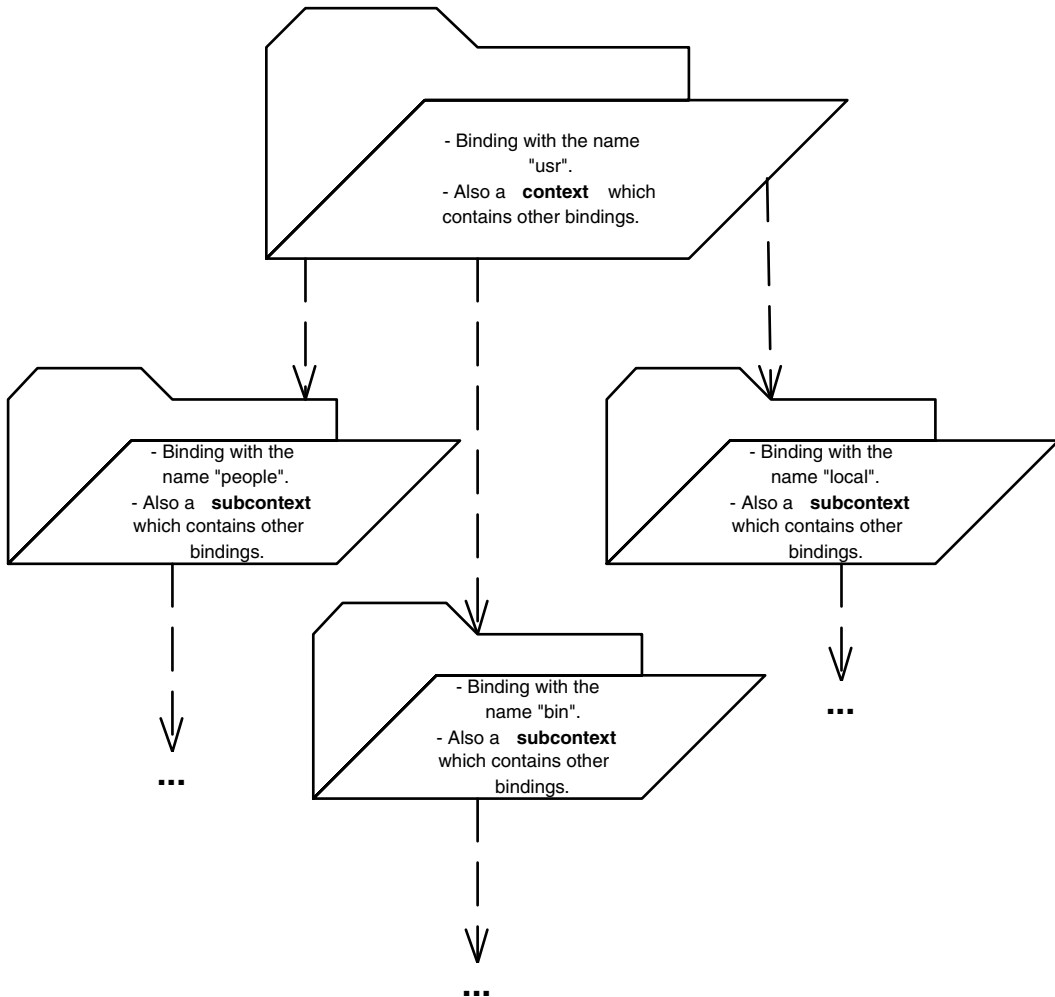 - Binding with the name
"usr".
- Also a context which
contains other bindings.
- Binding with the
name "people".
- Also a subcontext
which contains other
bindings.
- Binding with the
name "local".
- Also a subcontext
which contains other
bindings.
- Binding with the
name "bin".
- Also a subcontext
which contains other
bindings.
...
...
...